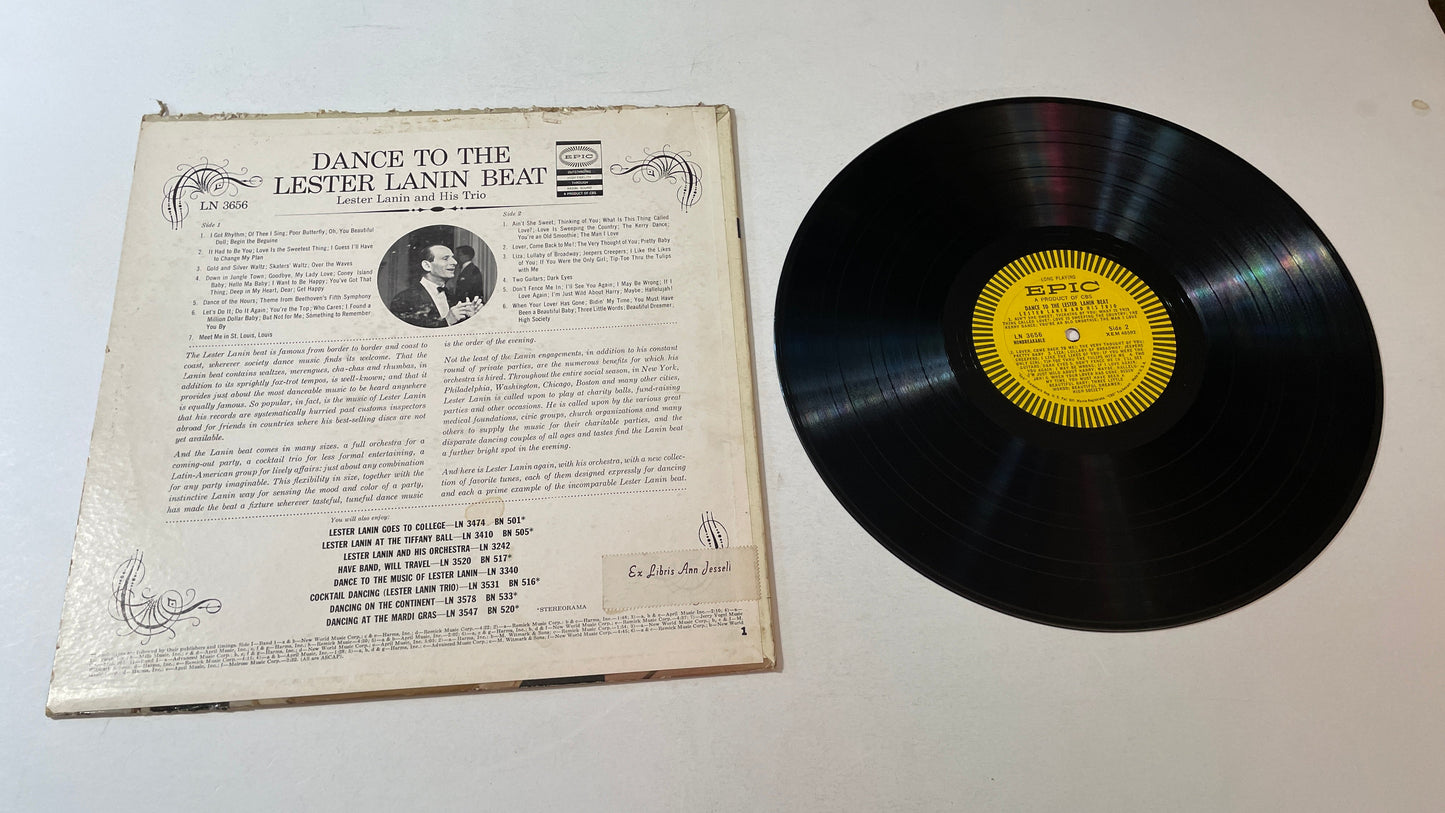 DANCE TO THE
LESTER LANIN BEAT
Lester Lanin and His Trio
EPIC
A PRODUCT OF CBS
LN 3656
Side 1
1. I Got Rhythm; Of Thee I Sing; Poor Butterfly; Oh, You Beautiful
Doll; Begin the Beguine
2. It Had to Be You; Love Is the Sweetest Thing; I Guess I'll Have
to Change My Plan
3. Gold and Silver Waltz; Skaters' Waltz; Over the Waves
4. Down in Jungle Town; Goodbye, My Lady Love; Coney Island
Baby; Hello Ma Baby; I Want to Be Happy; You've Got That
Thing; Deep in My Heart, Dear; Get Happy
5. Dance of the Hours; Theme from Beethoven's Fifth Symphony
6. Let's Do It; Do It Again; You're the Top; Who Cares; I Found a
Million Dollar Baby; But Not for Me; Something to Remember
You By
7. Meet Me in St. Louis, Louis
Side 2
1. Ain't She Sweet; Thinking of You; What Is This Thing Called
Love?; Love Is Sweeping the Country; The Kerry Dance;
You're an Old Smoothie; The Man I Love
2. Lover, Come Back to Me!; The Very Thought of You; Pretty Baby
3. Liza; Lullaby of Broadway; Jeepers Creepers; I Like the Likes
of You; If You Were the Only Girl; Tip-Toe Thru the Tulips
with Me
4. Two Guitars; Dark Eyes
5. Don't Fence Me In; I'll See You Again; I May Be Wrong; If I
Love Again; I'm Just Wild About Harry; Maybe; Hallelujah!
6. When Your Lover Has Gone; Bidin' My Time; You Must Have
Been a Beautiful Baby; Three Little Words; Beautiful Dreamer;
High Society
The Lester Lanin beat is famous from border to border and coast to
coast, wherever society dance music finds its welcome. That the
Lanin beat contains waltzes, merengues, cha-chas and rhumbas, in
addition to its sprightly fox-trot tempos, is well-known; and that it
provides just about the most danceable music to be heard anywhere
is equally famous. So popular, in fact, is the music of Lester Lanin
that his records are systematically hurried past customs inspectors
abroad for friends in countries where his best-selling discs are not
yet available.
And the Lanin beat comes in many sizes, a full orchestra for a
coming-out party, a cocktail trio for less formal entertaining, a
Latin-American group for lively affairs: just about any combination
for any party imaginable. This flexibility in size, together with the
instinctive Lanin way for sensing the mood and color of a party,
has made the beat a fixture wherever tasteful, tuneful dance music
is the order of the evening.
Not the least of the Lanin engagements, in addition to his constant
round of private parties, are the numerous benefits for which his
orchestra is hired. Throughout the entire social season, in New York,
Philadelphia, Washington, Chicago, Boston and many other cities,
Lester Lanin is called upon to play at charity balls, fund-raising
parties and other occasions. He is called upon by the various great
medical foundations, civic groups, church organizations and many
others to supply the music for their charitable parties, and the
disparate dancing couples of all ages and tastes find the Lanin beat
a further bright spot in the evening.
And here is Lester Lanin again, with his orchestra, with a new collec-
tion of favorite tunes, each of them designed expressly for dancing
and each a prime example of the incomparable Lester Lanin beat.
You will also enjoy:
LESTER LANIN GOES TO COLLEGE—LN 3474 BN 501*
LESTER LANIN AT THE TIFFANY BALL—LN 3410 BN 505*
LESTER LANIN AND HIS ORCHESTRA—LN 3242
HAVE BAND, WILL TRAVEL—LN 3520 BN 517*
DANCE TO THE MUSIC OF LESTER LANIN—LN 3340
COCKTAIL DANCING (LESTER LANIN TRIO)—LN 3531 BN 516*
DANCING ON THE CONTINENT—LN 3578 BN 533*
DANCING AT THE MARDI GRAS—LN 3547 BN 520*
*STEREORAMA
Ex Libris Ann Jessell
1
LONG PLAYING
EPIC
A PRODUCT OF CBS
DANCE TO THE LESTER LANIN BEAT
LESTER LANIN AND HIS TRIO
LN 3656
NONBREAKABLE
Side 2
XEM 45592